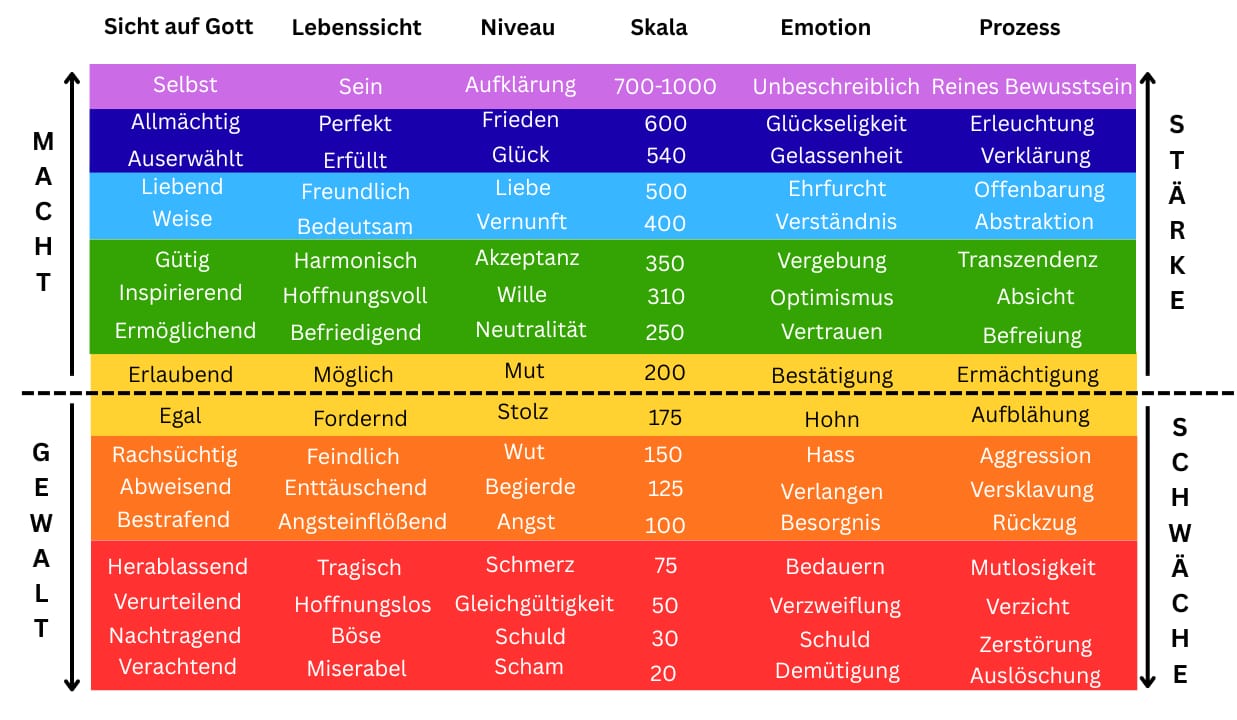 Sicht auf Gott Lebenssicht Niveau Skala Emotion Prozess
Selbst Sein Aufklärung 700-1000 Unbeschreiblich Reines Bewusstsein
Allmächtig Perfekt Frieden 600 Glückseligkeit Erleuchtung
Auserwählt Erfüllt Glück 540 Gelassenheit Verklärung
Liebend Freundlich Liebe 500 Ehrfurcht Offenbarung
Weise Bedeutsam Vernunft 400 Verständnis Abstraktion
Gütig Harmonisch Akzeptanz 350 Vergebung Transzendenz
Inspirierend Hoffnungsvoll Wille 310 Optimismus Absicht
Ermöglichend Befriedigend Neutralität 250 Vertrauen Befreiung
Erlaubend Möglich Mut 200 Bestätigung Ermächtigung
Egal Fordernd Stolz 175 Hohn Aufblähung
Rachsüchtig Feindlich Wut 150 Hass Aggression
Abweisend Enttäuschend Begierde 125 Verlangen Versklavung
Bestrafend Angsteinflößend Angst 100 Besorgnis Rückzug
Herablassend Tragisch Schmerz 75 Bedauern Mutlosigkeit
Verurteilend Hoffnungslos Gleichgültigkeit 50 Verzweiflung Verzicht
Nachtragend Böse Schuld 30 Schuld Zerstörung
Verachtend Miserabel Scham 20 Demütigung Auslöschung
MACHT
GEWALT
STÄRKE
SCHWÄCHE